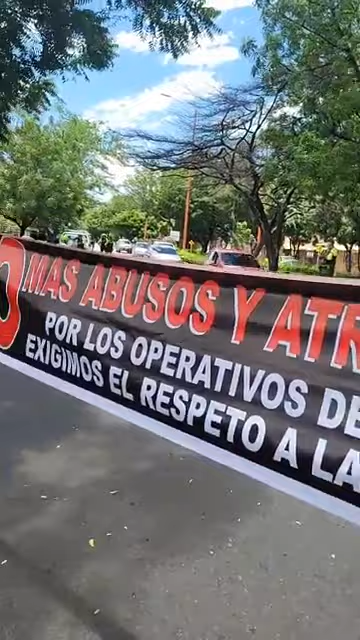 O MAS ABUSOS Y ATR
POR LOS OPERATIVOS DE
EXIGIMOS EL RESPETO A LA